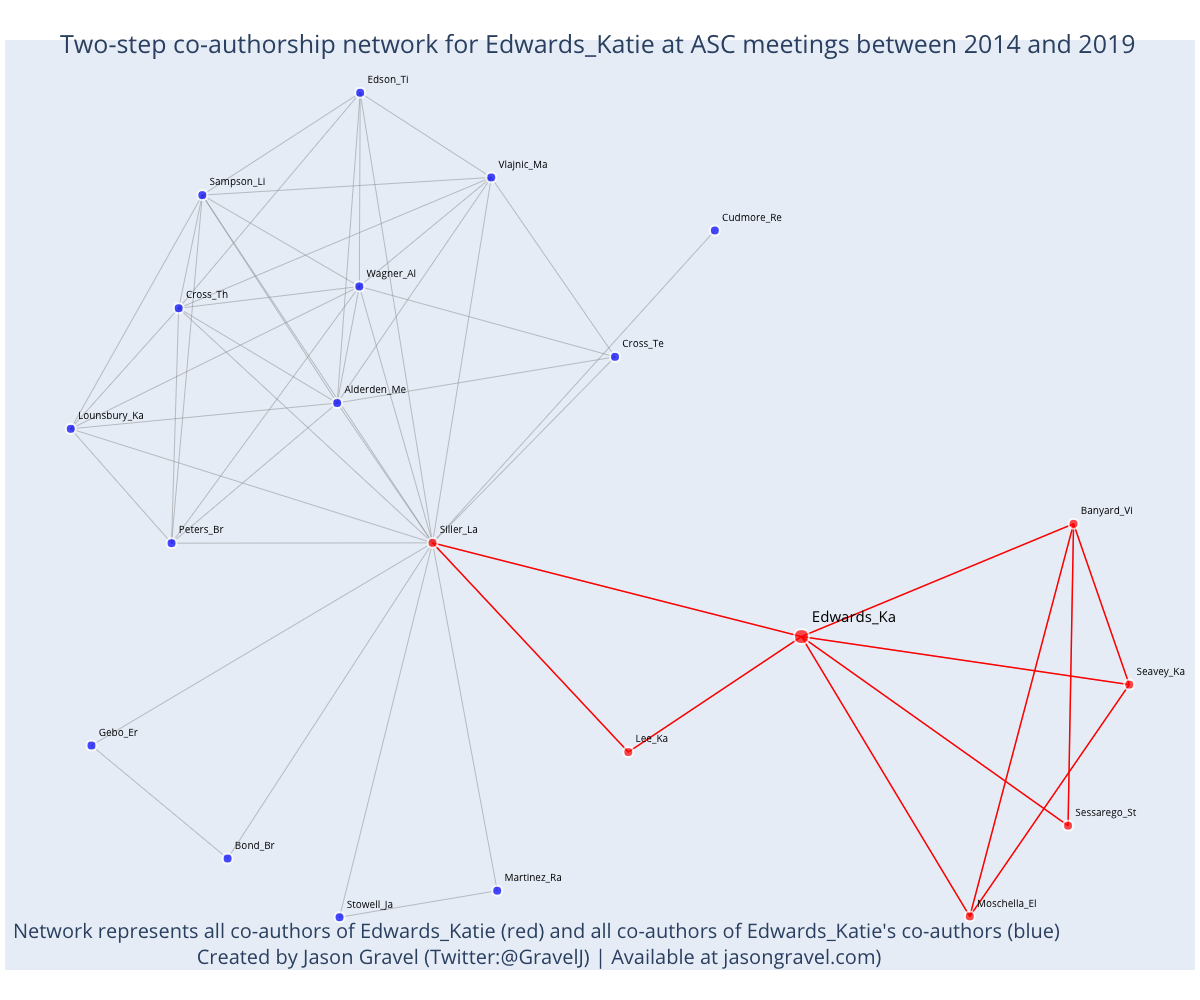 Two-step co-authorship network for Edwards_Katie at ASC meetings between 2014 and 2019
Edson_Ti
Vlajnic_Ma
Sampson_Li
Cudmore_Re
Wagner_Al
Cross_Th
Cross_Te
Alderden_Me
Lounsbury_Ka
Banyard_Vi
Peters_Br
Siller_La
Edwards_Ka
Seavey_Ka
Gebo_Er
Lee_Ka
Sessarego_St
Bond_Br
Martinez_Ra
Stowell_Ja
Moschella_El
Network represents all co-authors of Edwards_Katie (red) and all co-authors of Edwards_Katie's co-authors (blue)
Created by Jason Gravel (Twitter:@GravelJ) | Available at jasongravel.com)